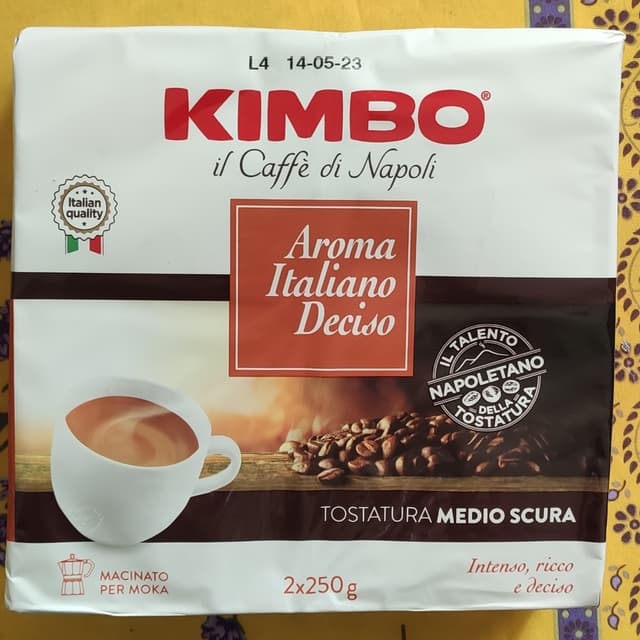 L4 14-05-23
KIMBO®
il Caffè di Napoli
Italian
quality
Aroma
Italiano
Deciso
IL TALENTO
NAPOLETANO
DELLA
TOSTATURA
TOSTATURA MEDIO SCURA
MACINATO
PER MOKA
2x250g
Intenso, ricco
e deciso